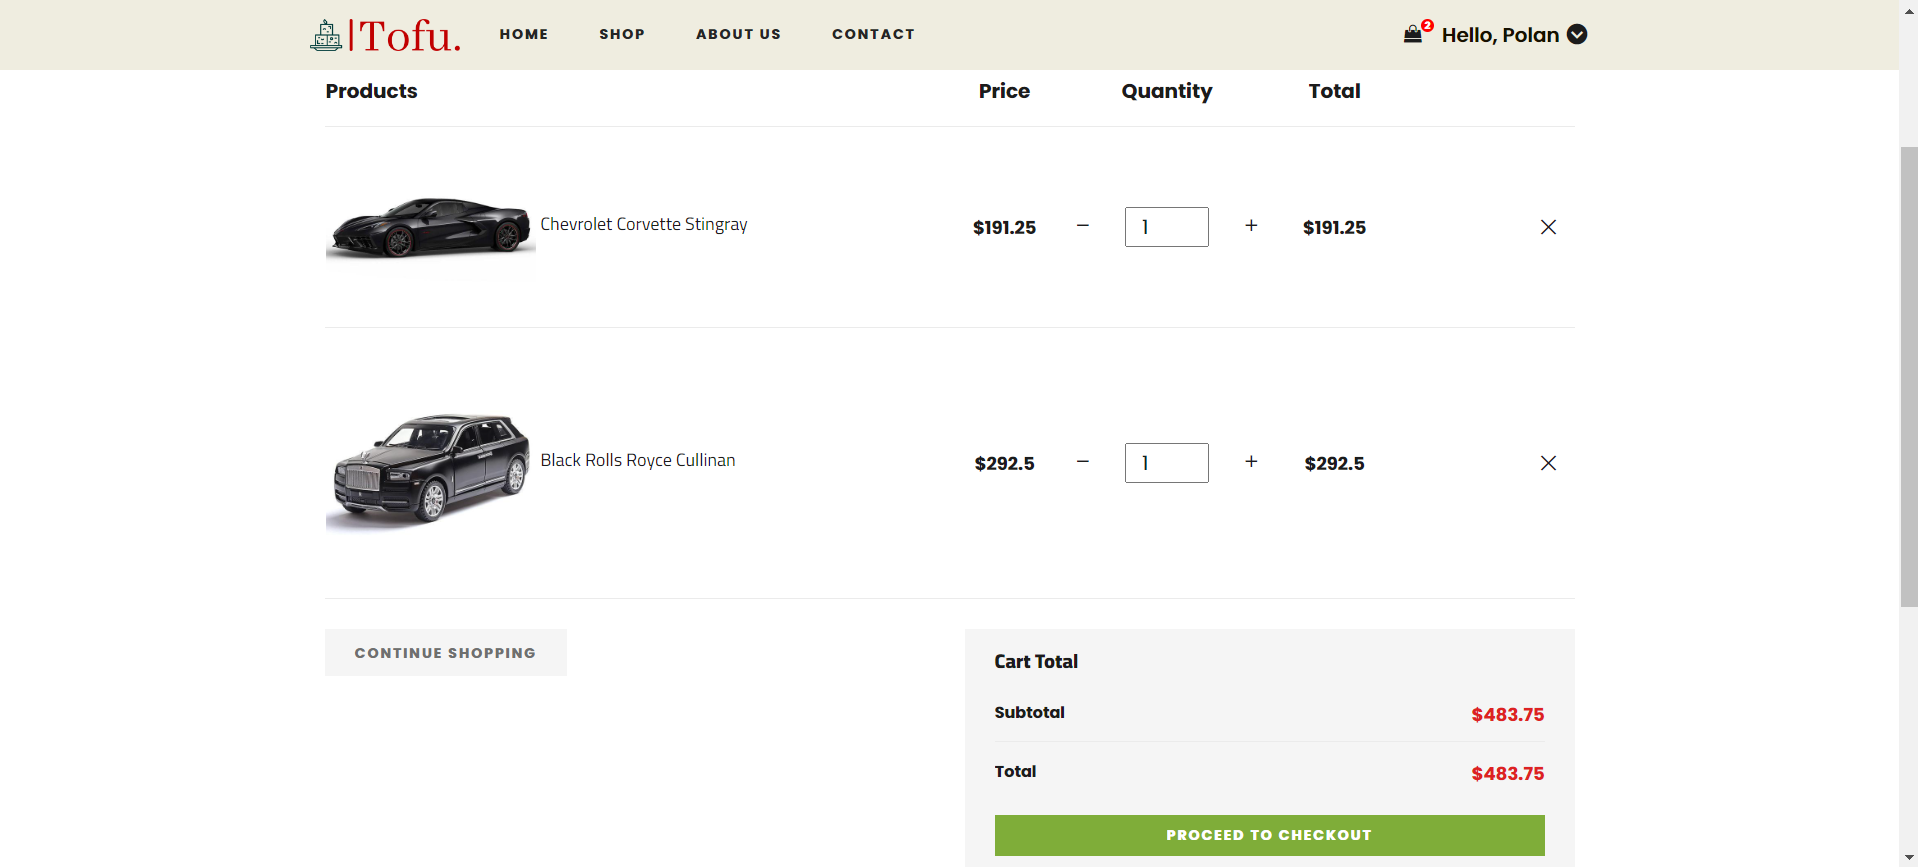 |Tofu.
HOME
SHOP
ABOUT US
CONTACT
2
Hello, Polan
Products
Price
Quantity
Total
Chevrolet Corvette Stingray
$191.25
−
1
+
$191.25
Black Rolls Royce Cullinan
$292.5
−
1
+
$292.5
CONTINUE SHOPPING
Cart Total
Subtotal
$483.75
Total
$483.75
PROCEED TO CHECKOUT